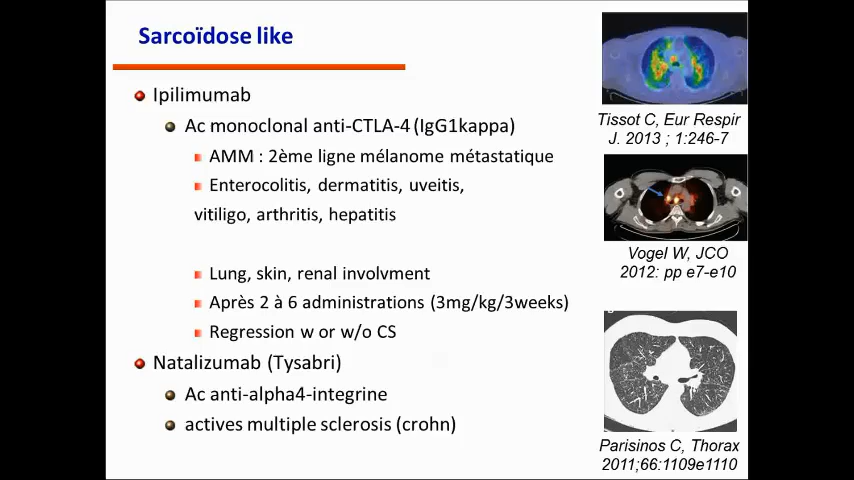 Sarcoïdose like
Ipilimumab
Ac monoclonal anti-CTLA-4 (IgG1kappa)
AMM : 2ème ligne mélanome métastatique
Enterocolitis, dermatitis, uveitis,
vitiligo, arthritis, hepatitis
Lung, skin, renal involvment
Après 2 à 6 administrations (3mg/kg/3weeks)
Regression w or w/o CS
Natalizumab (Tysabri)
Ac anti-alpha4-integrine
actives multiple sclerosis (crohn)
Tissot C, Eur Respir
J. 2013 ; 1:246-7
Vogel W, JCO
2012: pp e7-e10
Parisinos C, Thorax
2011;66:1109e1110